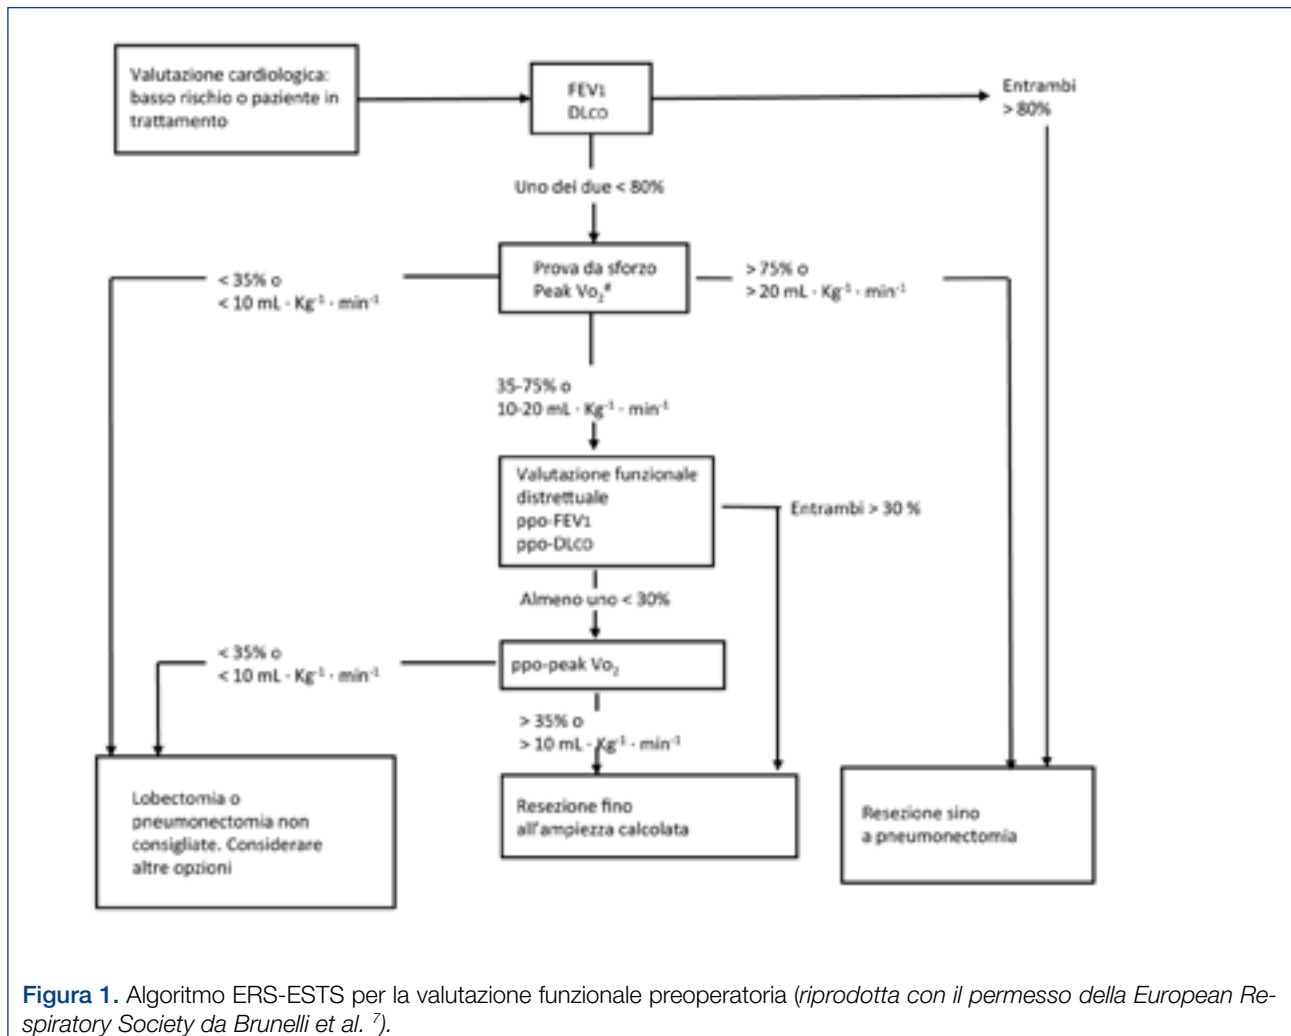 Valutazione cardiologica:
basso rischio o paziente in
trattamento
FEV1
DLCO
Entrambi
> 80%
Uno dei due < 80%
Prova da sforzo
Peak Vo₂#
< 35% o
< 10 mL · Kg⁻¹ · min⁻¹
> 75% o
> 20 mL · Kg⁻¹ · min⁻¹
35-75% o
10-20 mL · Kg⁻¹ · min⁻¹
Valutazione funzionale
distrettuale
ppo-FEV1
ppo-DLCO
Entrambi > 30 %
Almeno uno < 30%
ppo-peak Vo₂
< 35% o
< 10 mL · Kg⁻¹ · min⁻¹
> 35% o
> 10 mL · Kg⁻¹ · min⁻¹
Lobectomia o
pneumonectomia non
consigliate. Considerare
altre opzioni
Resezione fino
all'ampiezza calcolata
Resezione sino
a pneumonectomia
Figura 1. Algoritmo ERS-ESTS per la valutazione funzionale preoperatoria (riprodotta con il permesso della European Re-
spiratory Society da Brunelli et al. ⁷).